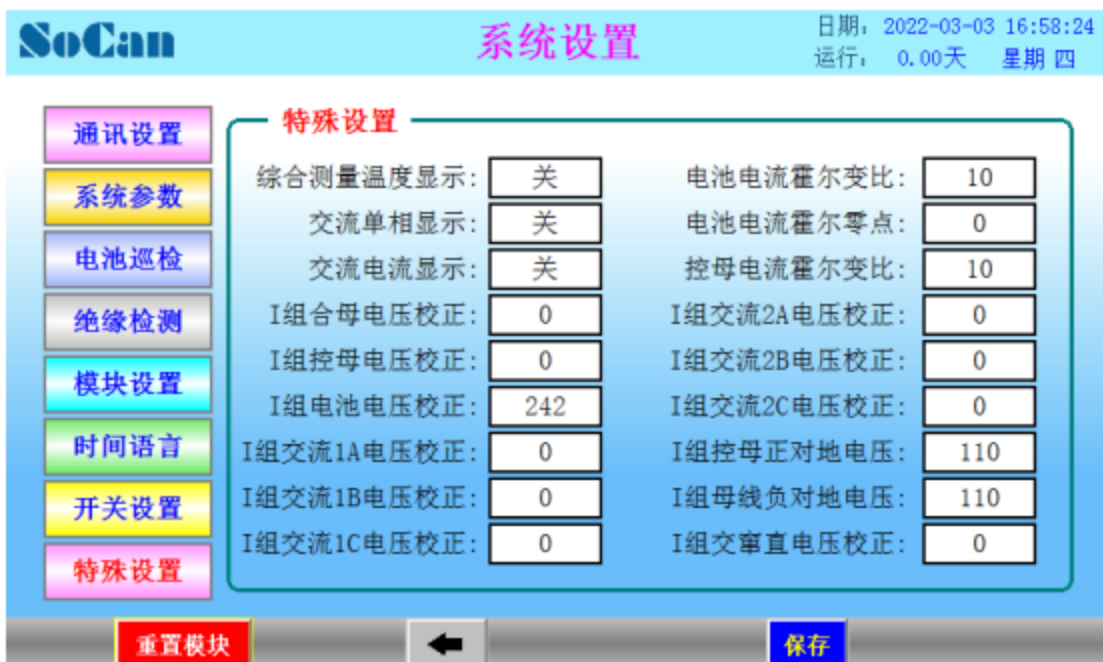 SoCan
系统设置
日期: 2022-03-03 16:58:24
运行: 0.00天 星期 四
通讯设置
系统参数
电池巡检
绝缘检测
模块设置
时间语言
开关设置
特殊设置
特殊设置
综合测量温度显示: 关
电池电流霍尔变比: 10
交流单相显示: 关
电池电流霍尔零点: 0
交流电流显示: 关
控母电流霍尔变比: 10
I组合母电压校正: 0
I组交流2A电压校正: 0
I组控母电压校正: 0
I组交流2B电压校正: 0
I组电池电压校正: 242
I组交流2C电压校正: 0
I组交流1A电压校正: 0
I组控母正对地电压: 110
I组交流1B电压校正: 0
I组母线负对地电压: 110
I组交流1C电压校正: 0
I组交窜直电压校正: 0
重置模块
保存